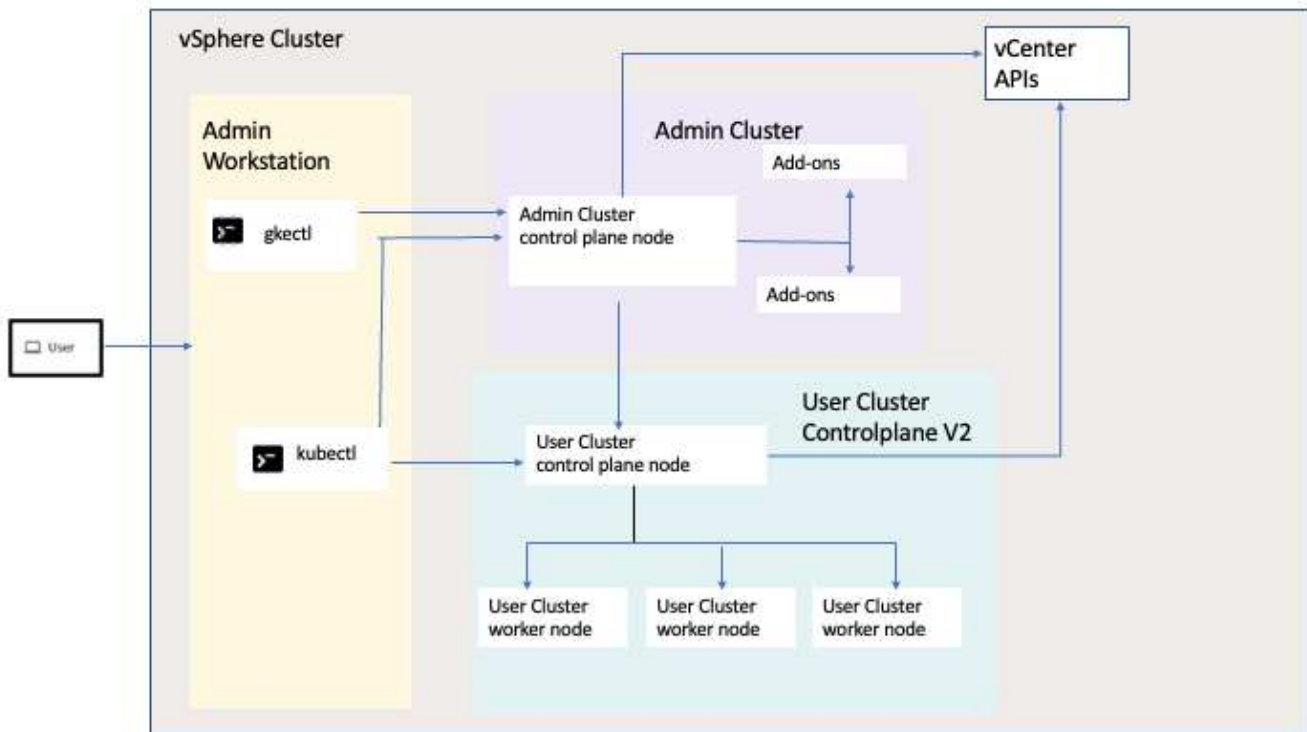 vSphere Cluster
vCenter
APIs
Admin
Workstation
Admin Cluster
Add-ons
gkectl
Admin Cluster
control plane node
Add-ons
User
User Cluster
Controlplane V2
kubectl
User Cluster
control plane node
User Cluster
worker node
User Cluster
worker node
User Cluster
worker node